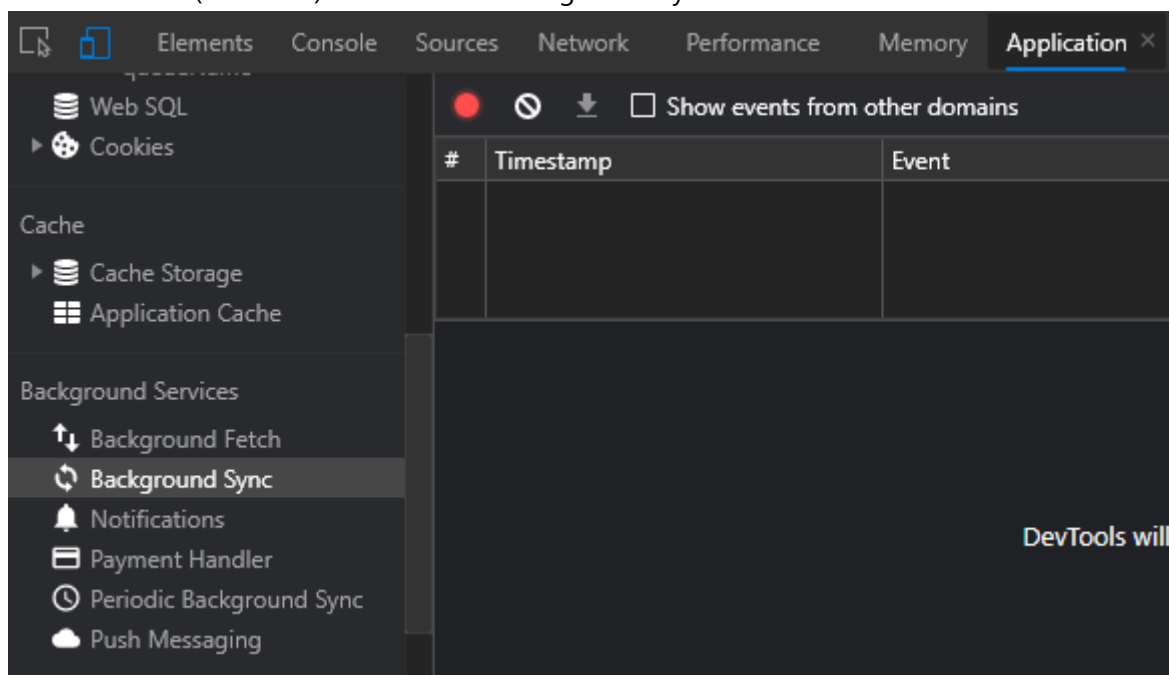 Elements Console Sources Network Performance Memory Application ×
Web SQL
Cookies
Show events from other domains
# Timestamp Event
Cache
Cache Storage
Application Cache
Background Services
Background Fetch
Background Sync
Notifications
DevTools will
Payment Handler
Periodic Background Sync
Push Messaging